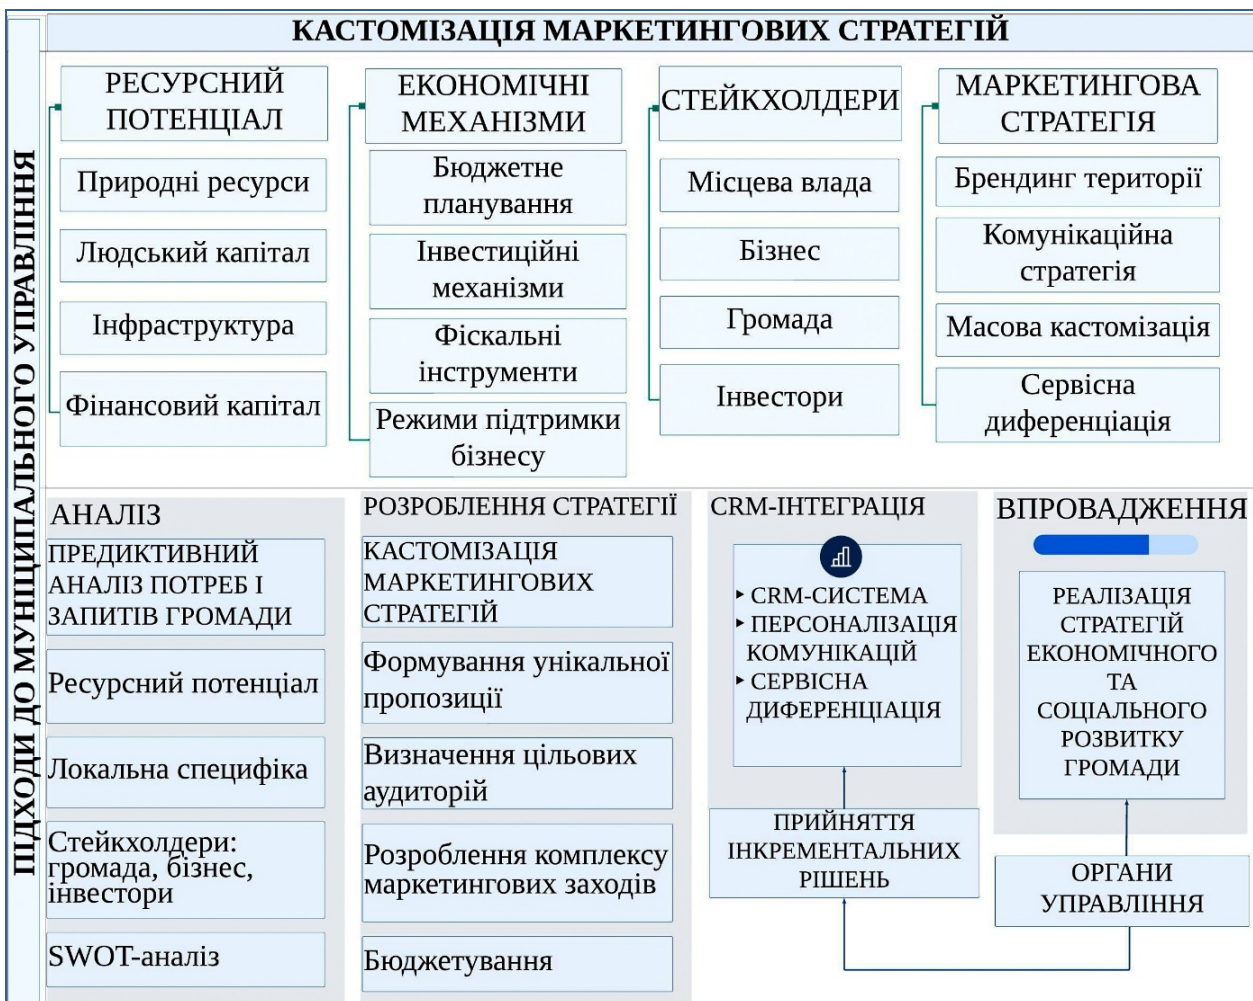 КАСТОМІЗАЦІЯ МАРКЕТИНГОВИХ СТРАТЕГІЙ
ПІДХОДИ ДО МУНІЦИПАЛЬНОГО УПРАВЛІННЯ
РЕСУРСНИЙ
ПОТЕНЦІАЛ
Природні ресурси
Людський капітал
Інфраструктура
Фінансовий капітал
ЕКОНОМІЧНІ
МЕХАНІЗМИ
Бюджетне
планування
Інвестиційні
механізми
Фіскальні
інструменти
Режими підтримки
бізнесу
СТЕЙКХОЛДЕРИ
Місцева влада
Бізнес
Громада
Інвестори
МАРКЕТИНГОВА
СТРАТЕГІЯ
Брендинг території
Комунікаційна
стратегія
Масова кастомізація
Сервісна
диференціація
АНАЛІЗ
ПРЕДИКТИВНИЙ
АНАЛІЗ ПОТРЕБ І
ЗАПИТІВ ГРОМАДИ
Ресурсний потенціал
Локальна специфіка
Стейкхолдери:
громада, бізнес,
інвестори
SWOT-аналіз
РОЗРОБЛЕННЯ СТРАТЕГІЇ
КАСТОМІЗАЦІЯ
МАРКЕТИНГОВИХ
СТРАТЕГІЙ
Формування унікальної
пропозиції
Визначення цільових
аудиторій
Розроблення комплексу
маркетингових заходів
Бюджетування
CRM-ІНТЕГРАЦІЯ
‣ CRM-СИСТЕМА
‣ ПЕРСОНАЛІЗАЦІЯ
КОМУНІКАЦІЙ
‣ СЕРВІСНА
ДИФЕРЕНЦІАЦІЯ
ПРИЙНЯТТЯ
ІНКРЕМЕНТАЛЬНИХ
РІШЕНЬ
ВПРОВАДЖЕННЯ
РЕАЛІЗАЦІЯ
СТРАТЕГІЙ
ЕКОНОМІЧНОГО
ТА
СОЦІАЛЬНОГО
РОЗВИТКУ
ГРОМАДИ
ОРГАНИ
УПРАВЛІННЯ